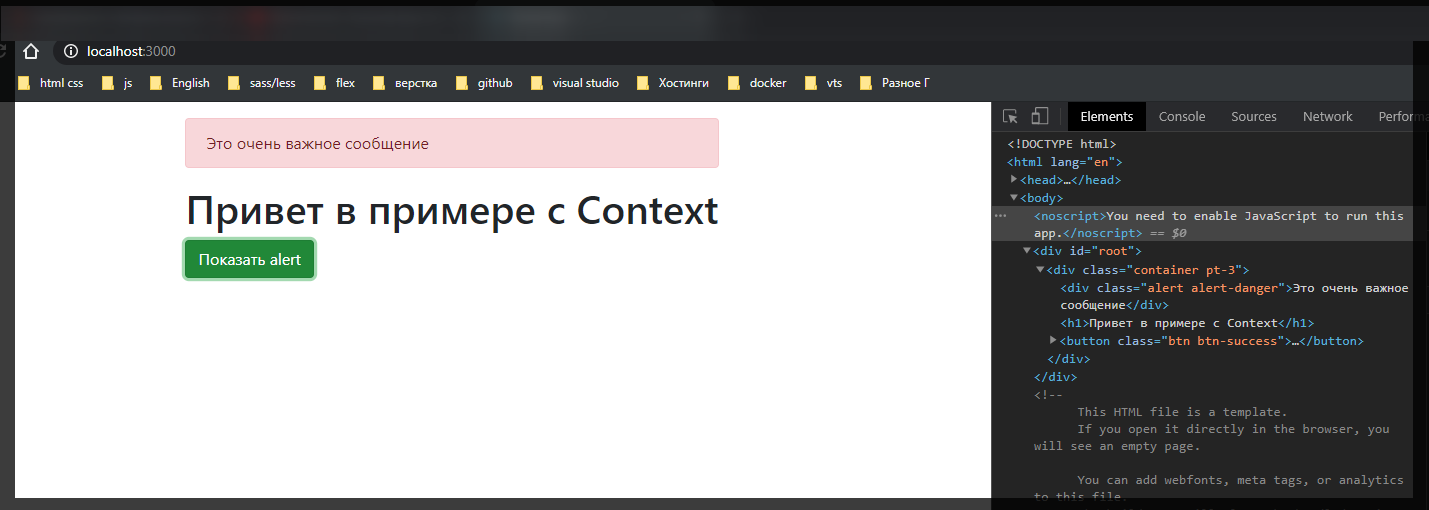 localhost:3000
html css js English sass/less flex верстка github visual studio Хостинги docker vts Разное Г
Это очень важное сообщение
Привет в примере с Context
Показать alert
Elements Console Sources Network Performa
<!DOCTYPE html>
<html lang="en">
<head>…</head>
<body>
<noscript>You need to enable JavaScript to run this
app.</noscript> == $0
<div id="root">
<div class="container pt-3">
<div class="alert alert-danger">Это очень важное
сообщение</div>
<h1>Привет в примере с Context</h1>
<button class="btn btn-success">…</button>
</div>
</div>
<!--
This HTML file is a template.
If you open it directly in the browser, you
will see an empty page.
You can add webfonts, meta tags, or analytics
to this file.